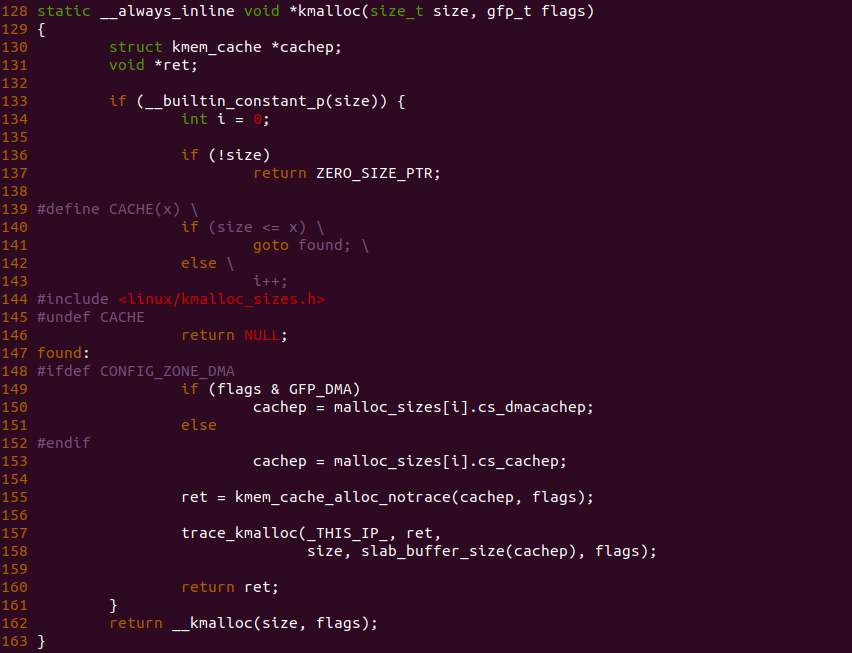 128 static __always_inline void *kmalloc(size_t size, gfp_t flags)
129 {
130         struct kmem_cache *cachep;
131         void *ret;
132
133         if (__builtin_constant_p(size)) {
134                 int i = 0;
135
136                 if (!size)
137                         return ZERO_SIZE_PTR;
138
139 #define CACHE(x) \
140                 if (size <= x) \
141                         goto found; \
142                 else \
143                         i++;
144 #include <linux/kmalloc_sizes.h>
145 #undef CACHE
146                 return NULL;
147 found:
148 #ifdef CONFIG_ZONE_DMA
149                 if (flags & GFP_DMA)
150                         cachep = malloc_sizes[i].cs_dmacachep;
151                 else
152 #endif
153                         cachep = malloc_sizes[i].cs_cachep;
154
155                 ret = kmem_cache_alloc_notrace(cachep, flags);
156
157                 trace_kmalloc(_THIS_IP_, ret,
158                               size, slab_buffer_size(cachep), flags);
159
160                 return ret;
161         }
162         return __kmalloc(size, flags);
163 }